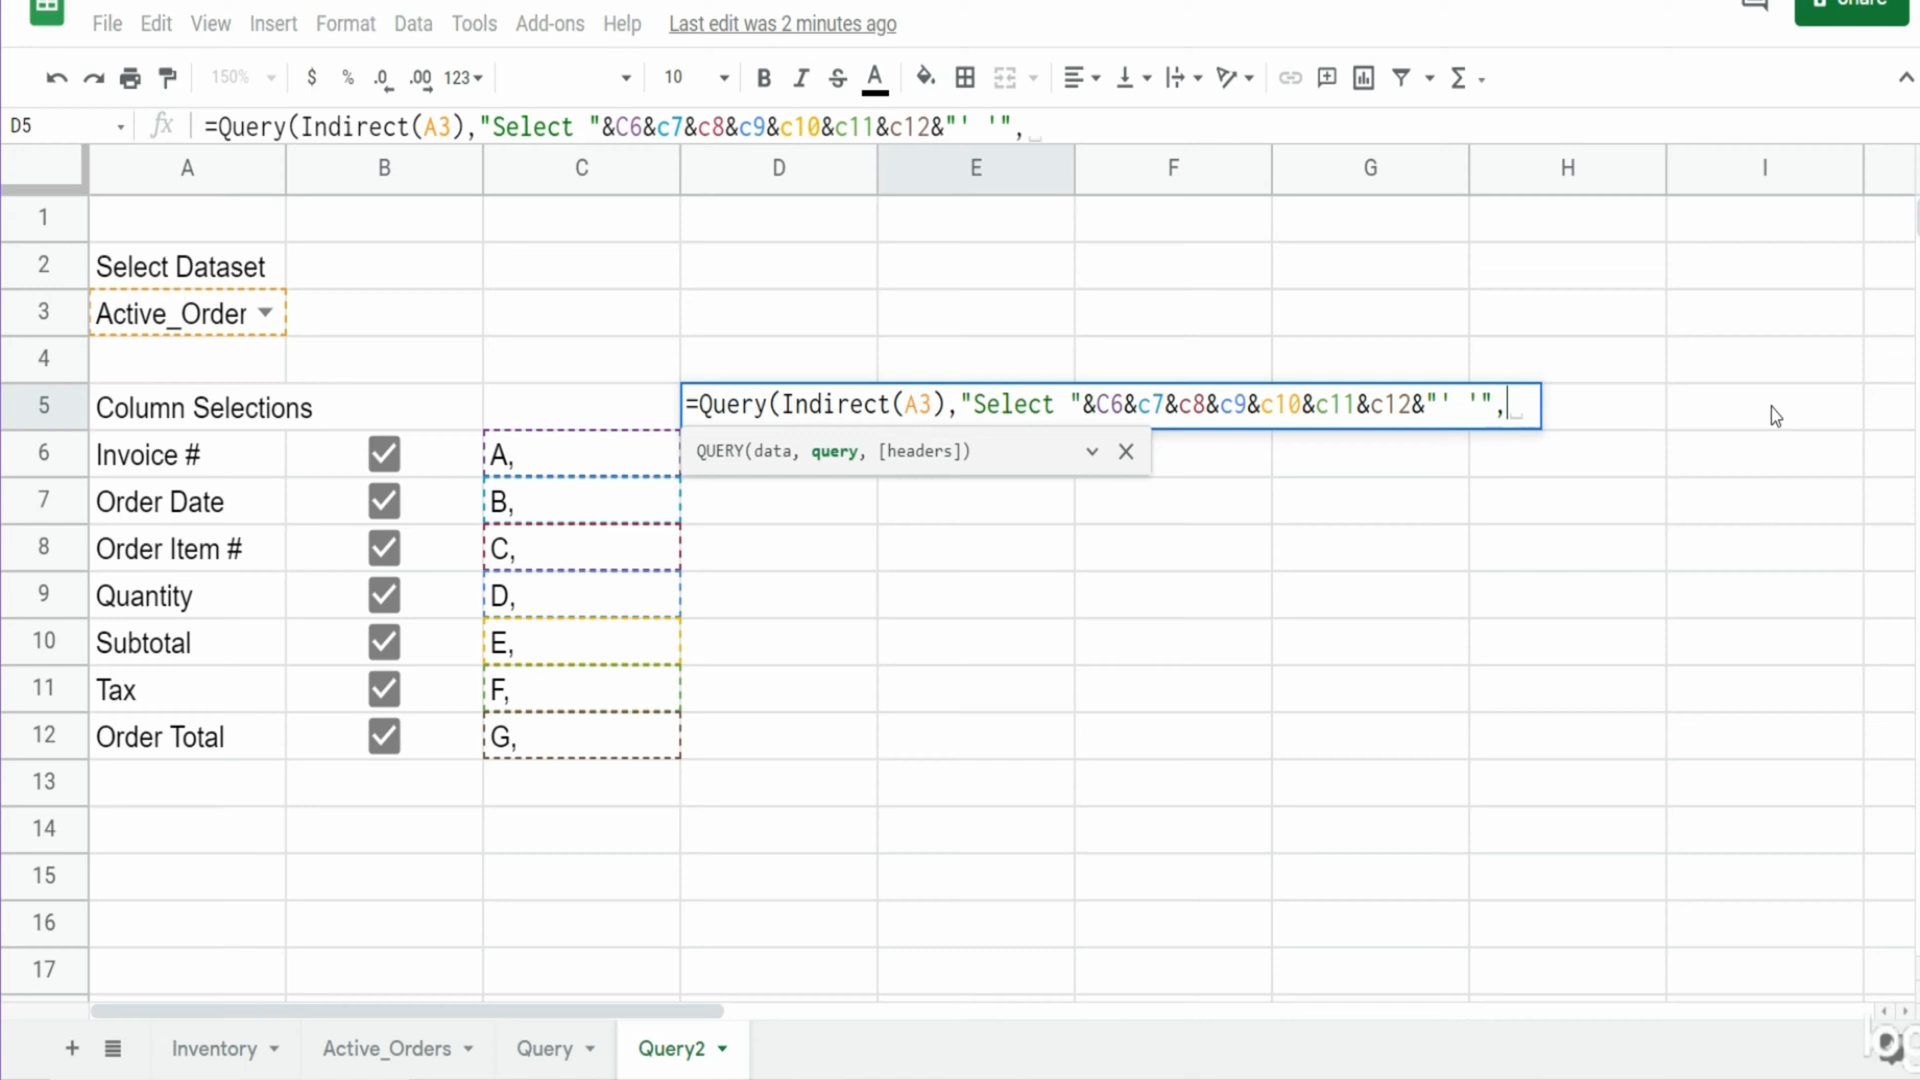 Share
File Edit View Insert Format Data Tools Add-ons Help Last edit was 2 minutes ago
150% $ % .0 .00 123 10 B I S A Σ
D5 fx =Query(Indirect(A3),"Select "&C6&c7&c8&c9&c10&c11&c12&"' '",
A B C D E F G H I
1
2 Select Dataset
3 Active_Order
4
5 Column Selections =Query(Indirect(A3),"Select "&C6&c7&c8&c9&c10&c11&c12&"' '",
QUERY(data, query, [headers])
6 Invoice # A,
7 Order Date B,
8 Order Item # C,
9 Quantity D,
10 Subtotal E,
11 Tax F,
12 Order Total G,
13
14
15
16
17
+ Inventory Active_Orders Query Query2